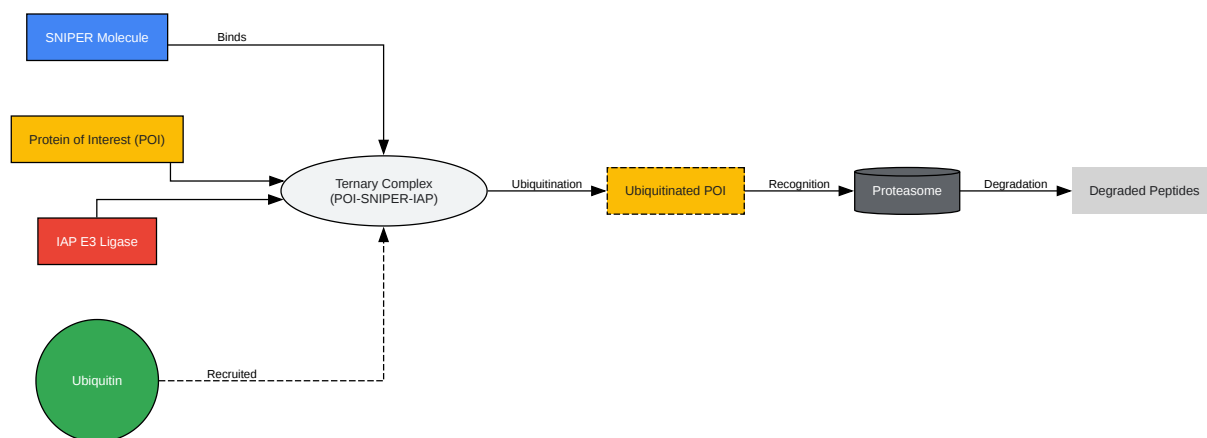 SNIPER Molecule
Binds
Protein of Interest (POI)
IAP E3 Ligase
Ubiquitin
Recruited
Ternary Complex
(POI-SNIPER-IAP)
Ubiquitination
Ubiquitinated POI
Recognition
Proteasome
Degradation
Degraded Peptides